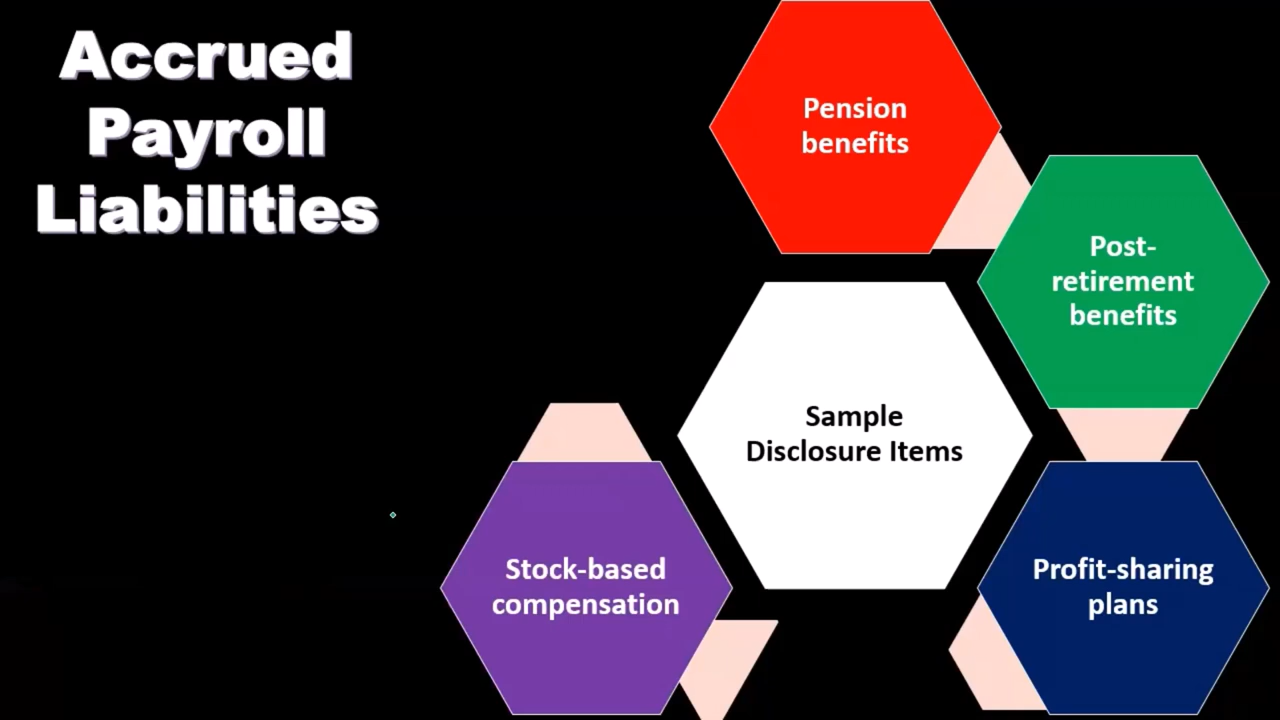 Accrued
Payroll
Liabilities
Pension
benefits
Post-
retirement
benefits
Sample
Disclosure Items
Stock-based
compensation
Profit-sharing
plans